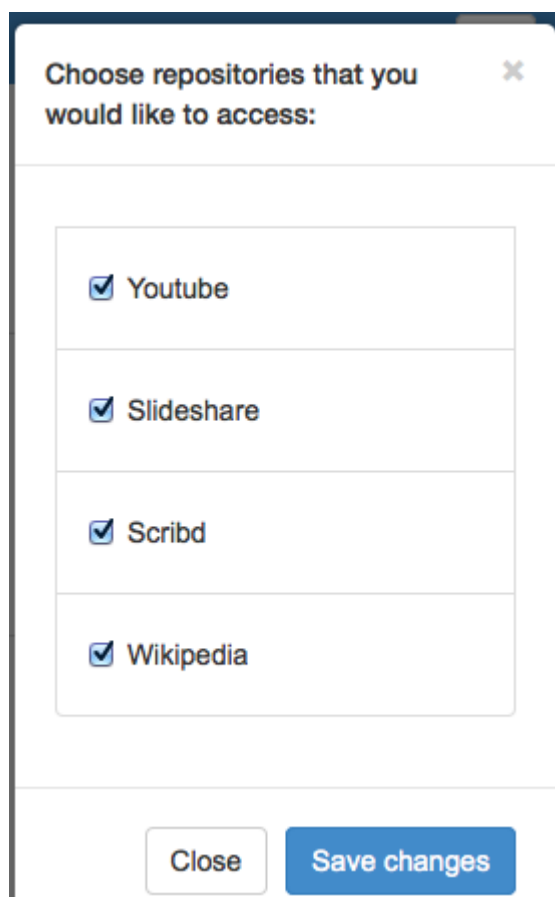 Choose repositories that you
would like to access:
Youtube
Slideshare
Scribd
Wikipedia
Close
Save changes